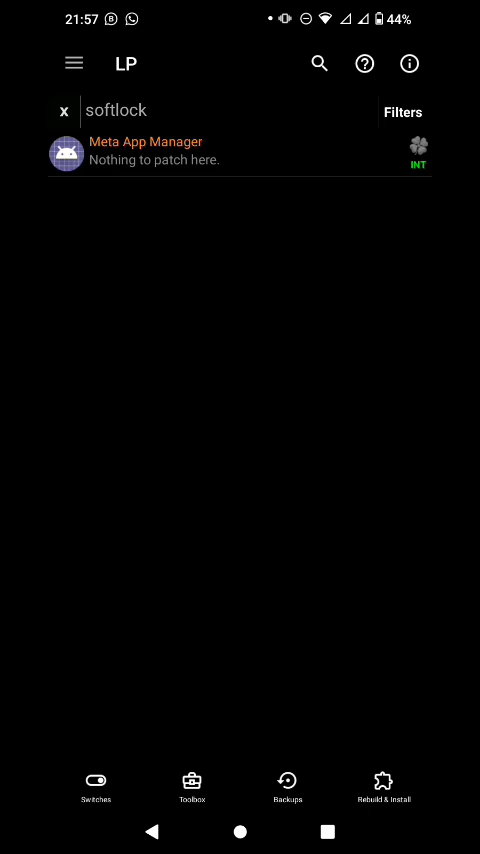 21:57 44%
LP
x softlock Filters
Meta App Manager
Nothing to patch here.
INT
Switches Toolbox Backups Rebuild & Install